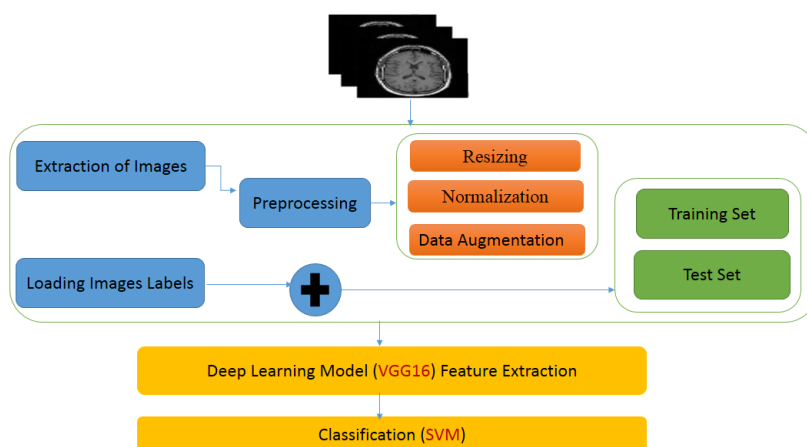 Extraction of Images
Preprocessing
Resizing
Normalization
Data Augmentation
Training Set
Test Set
Loading Images Labels
Deep Learning Model (VGG16) Feature Extraction
Classification (SVM)